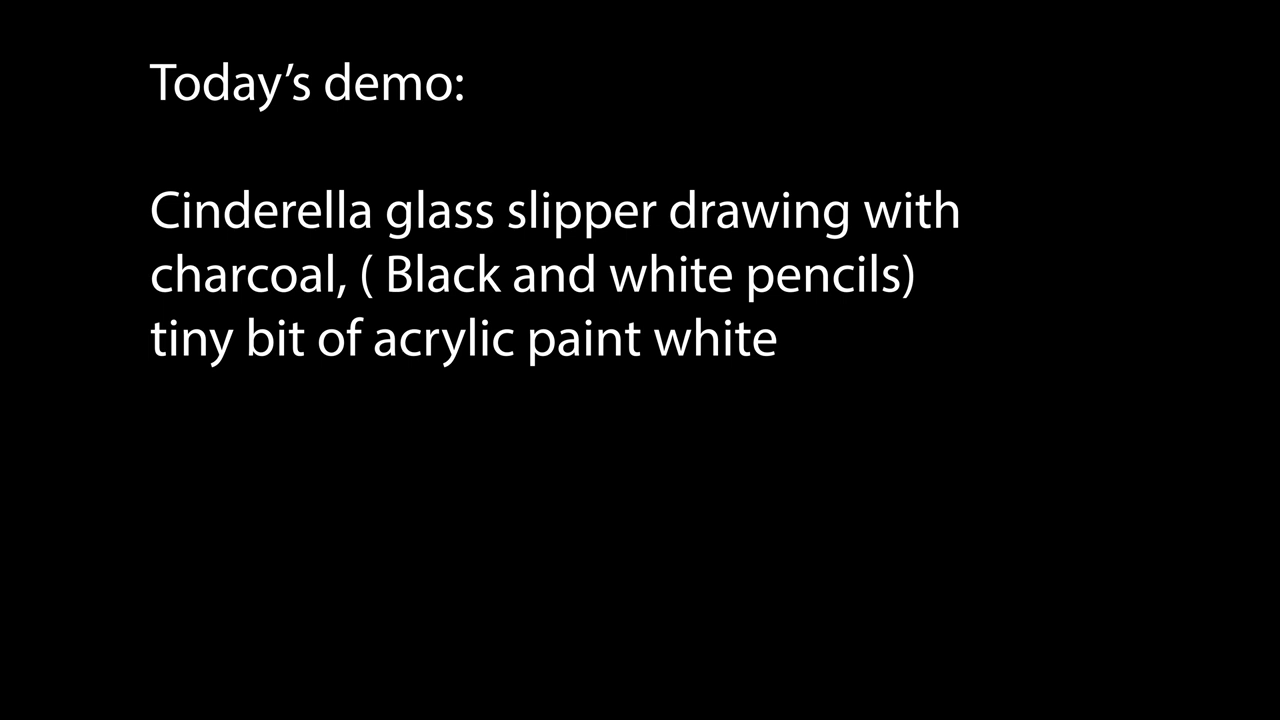 Today’s demo:
Cinderella glass slipper drawing with
charcoal, ( Black and white pencils)
tiny bit of acrylic paint white